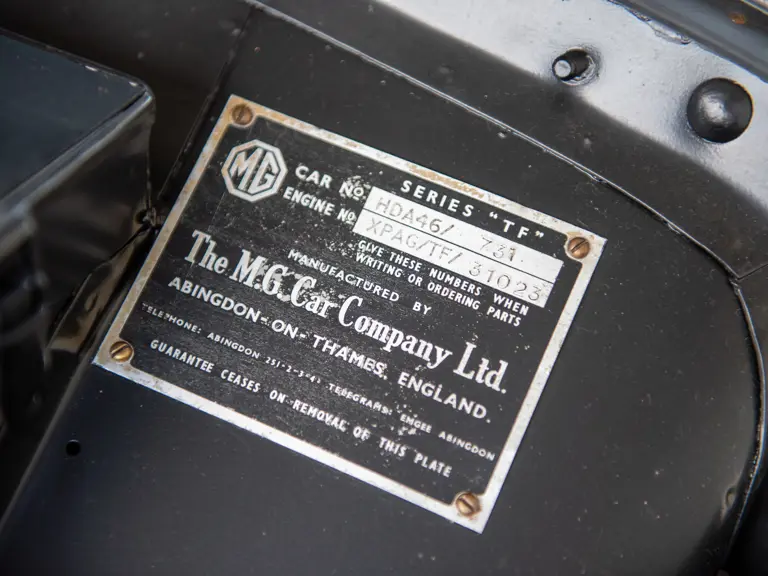 SERIES "TF"
MG
CAR No HDA46/ 731
ENGINE No XPAG/TF/ 31023
GIVE THESE NUMBERS WHEN
WRITING OR ORDERING PARTS
MANUFACTURED BY
The M.G. Car Company Ltd.
ABINGDON-ON-THAMES, ENGLAND.
TELEPHONE: ABINGDON 251-2-3-4. TELEGRAMS: EMGEE ABINGDON
GUARANTEE CEASES ON REMOVAL OF THIS PLATE